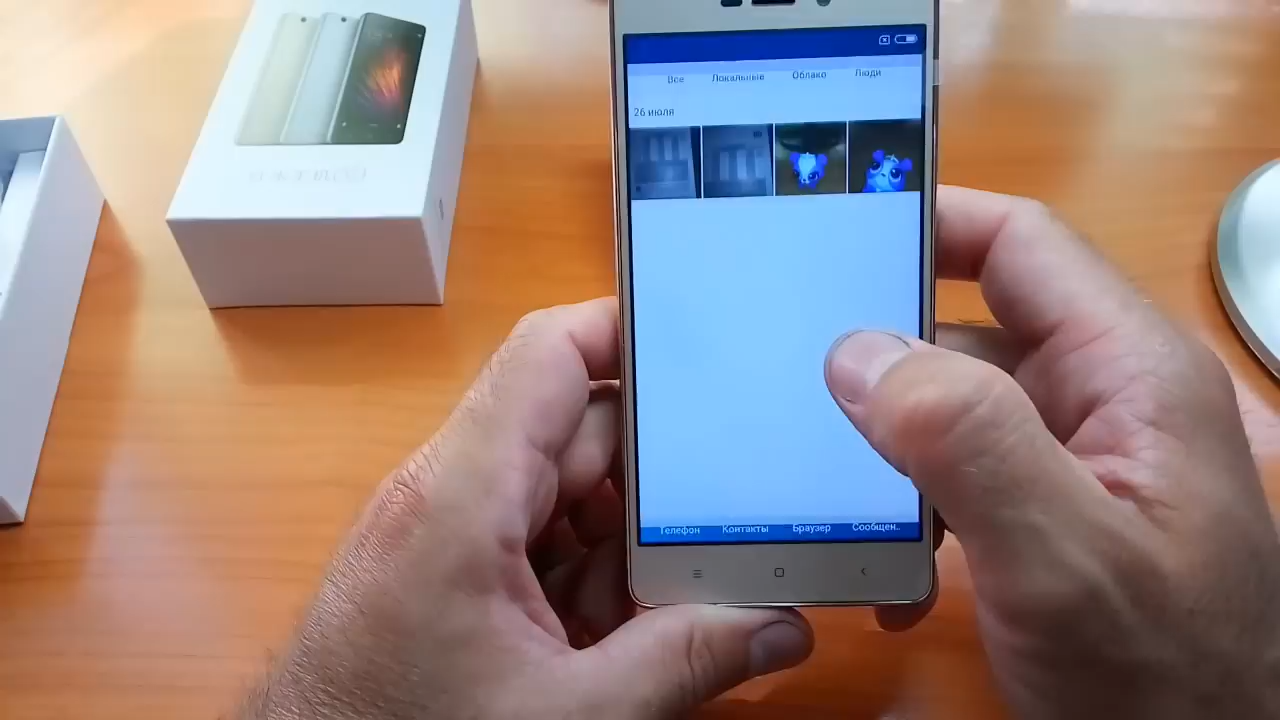 Все Локальные Облако Люди
26 июля
Телефон Контакты Браузер Сообщен..